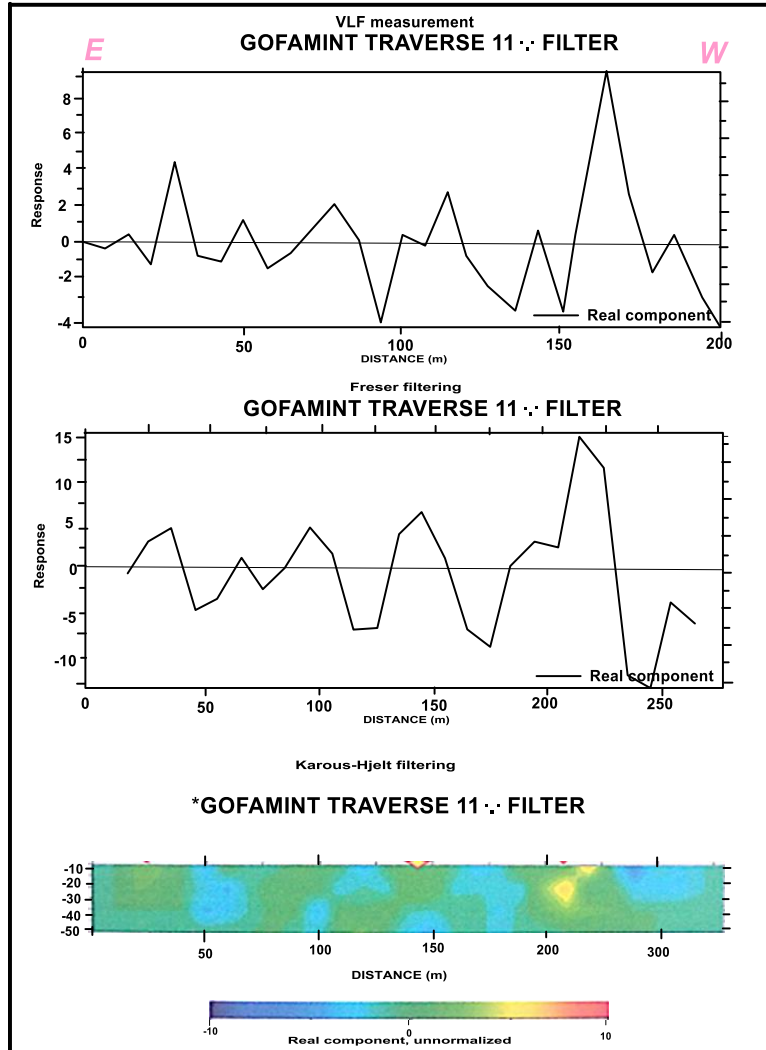 VLF measurement
GOFAMINT TRAVERSE 11 ∵ FILTER
E
W
8
6
4
2
0
-2
-4
Response
Real component
0 50 100 150 200
DISTANCE (m)
Freser filtering
GOFAMINT TRAVERSE 11 ∵ FILTER
15
10
5
0
-5
-10
Response
Real component
0 50 100 150 200 250
DISTANCE (m)
Karous-Hjelt filtering
*GOFAMINT TRAVERSE 11 ∵ FILTER
-10
-20
-30
-40
-50
50 100 150 200 300
DISTANCE (m)
-10 0 10
Real component, unnormalized